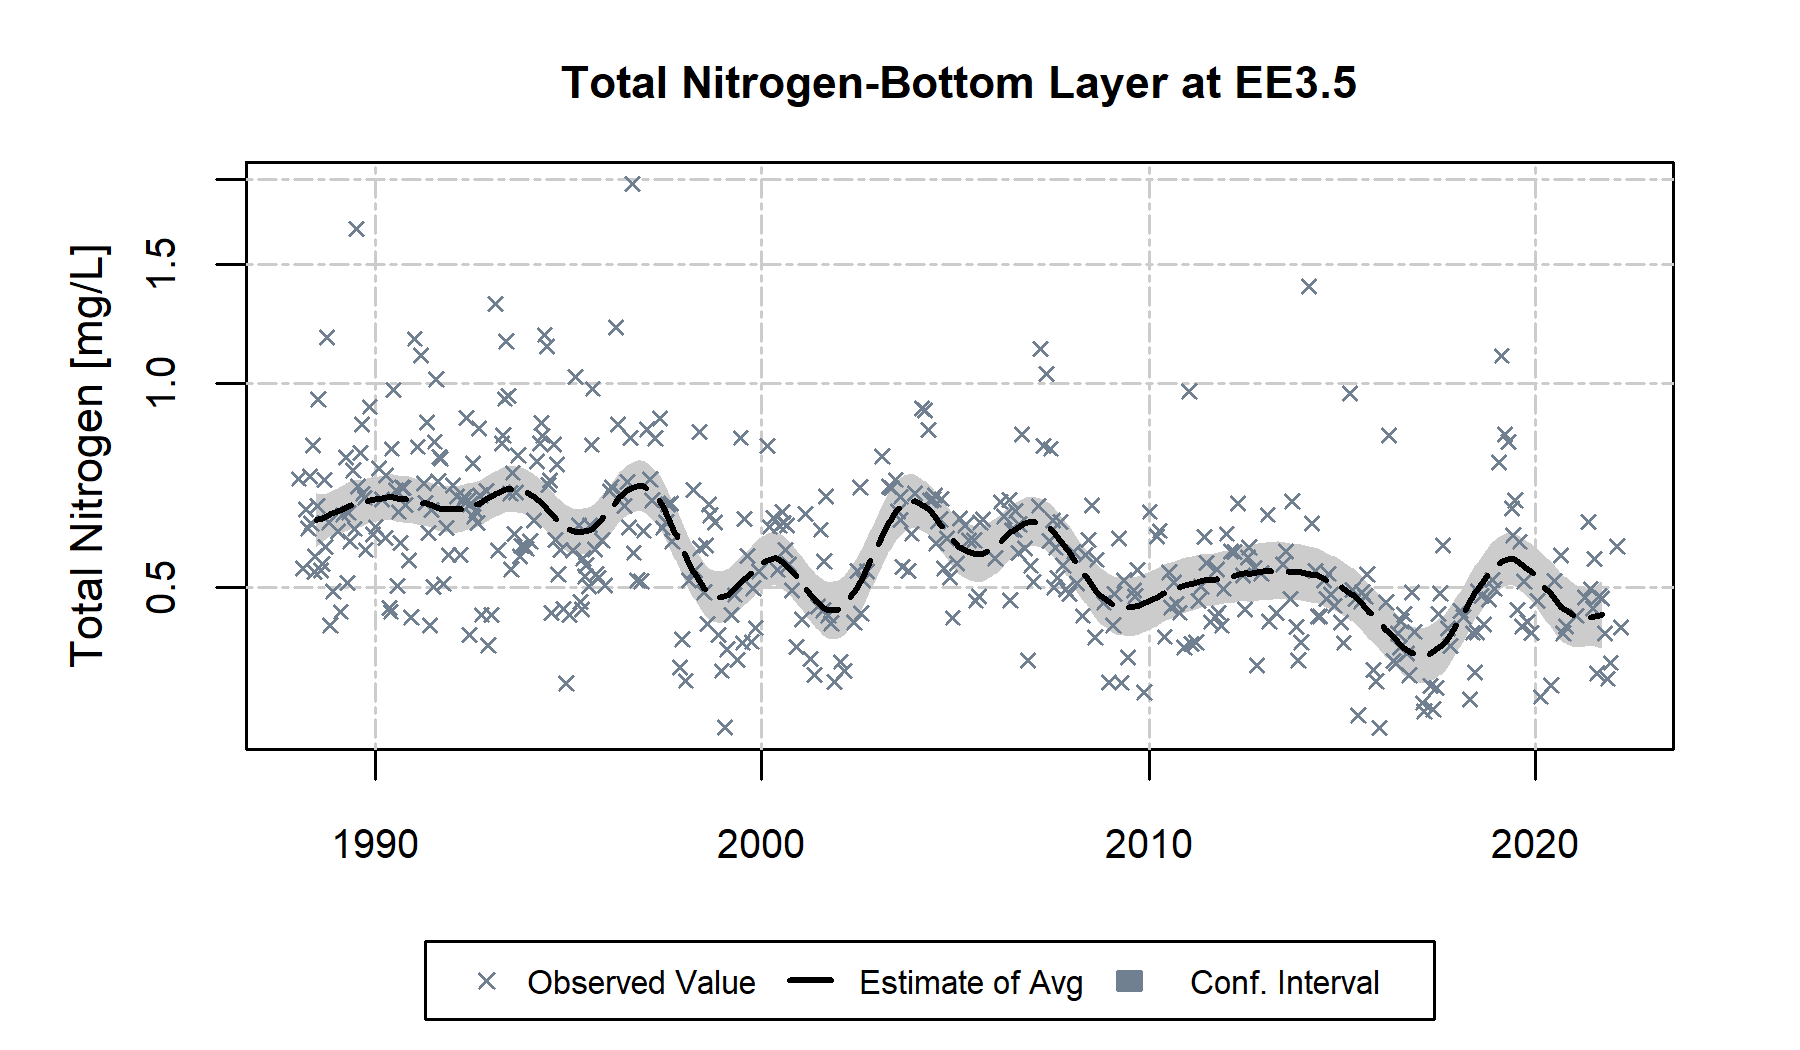 Total Nitrogen-Bottom Layer at EE3.5
Total Nitrogen [mg/L]
1.5
1.0
0.5
1990 2000 2010 2020
Observed Value Estimate of Avg Conf. Interval